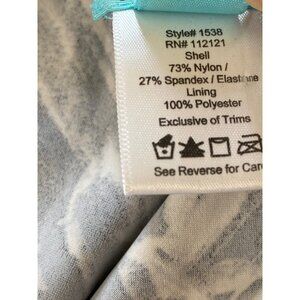 Style# 1538
RN# 112121
Shell
73% Nylon /
27% Spandex / Elastane
Lining
100% Polyester
Exclusive of Trims
See Reverse for Care